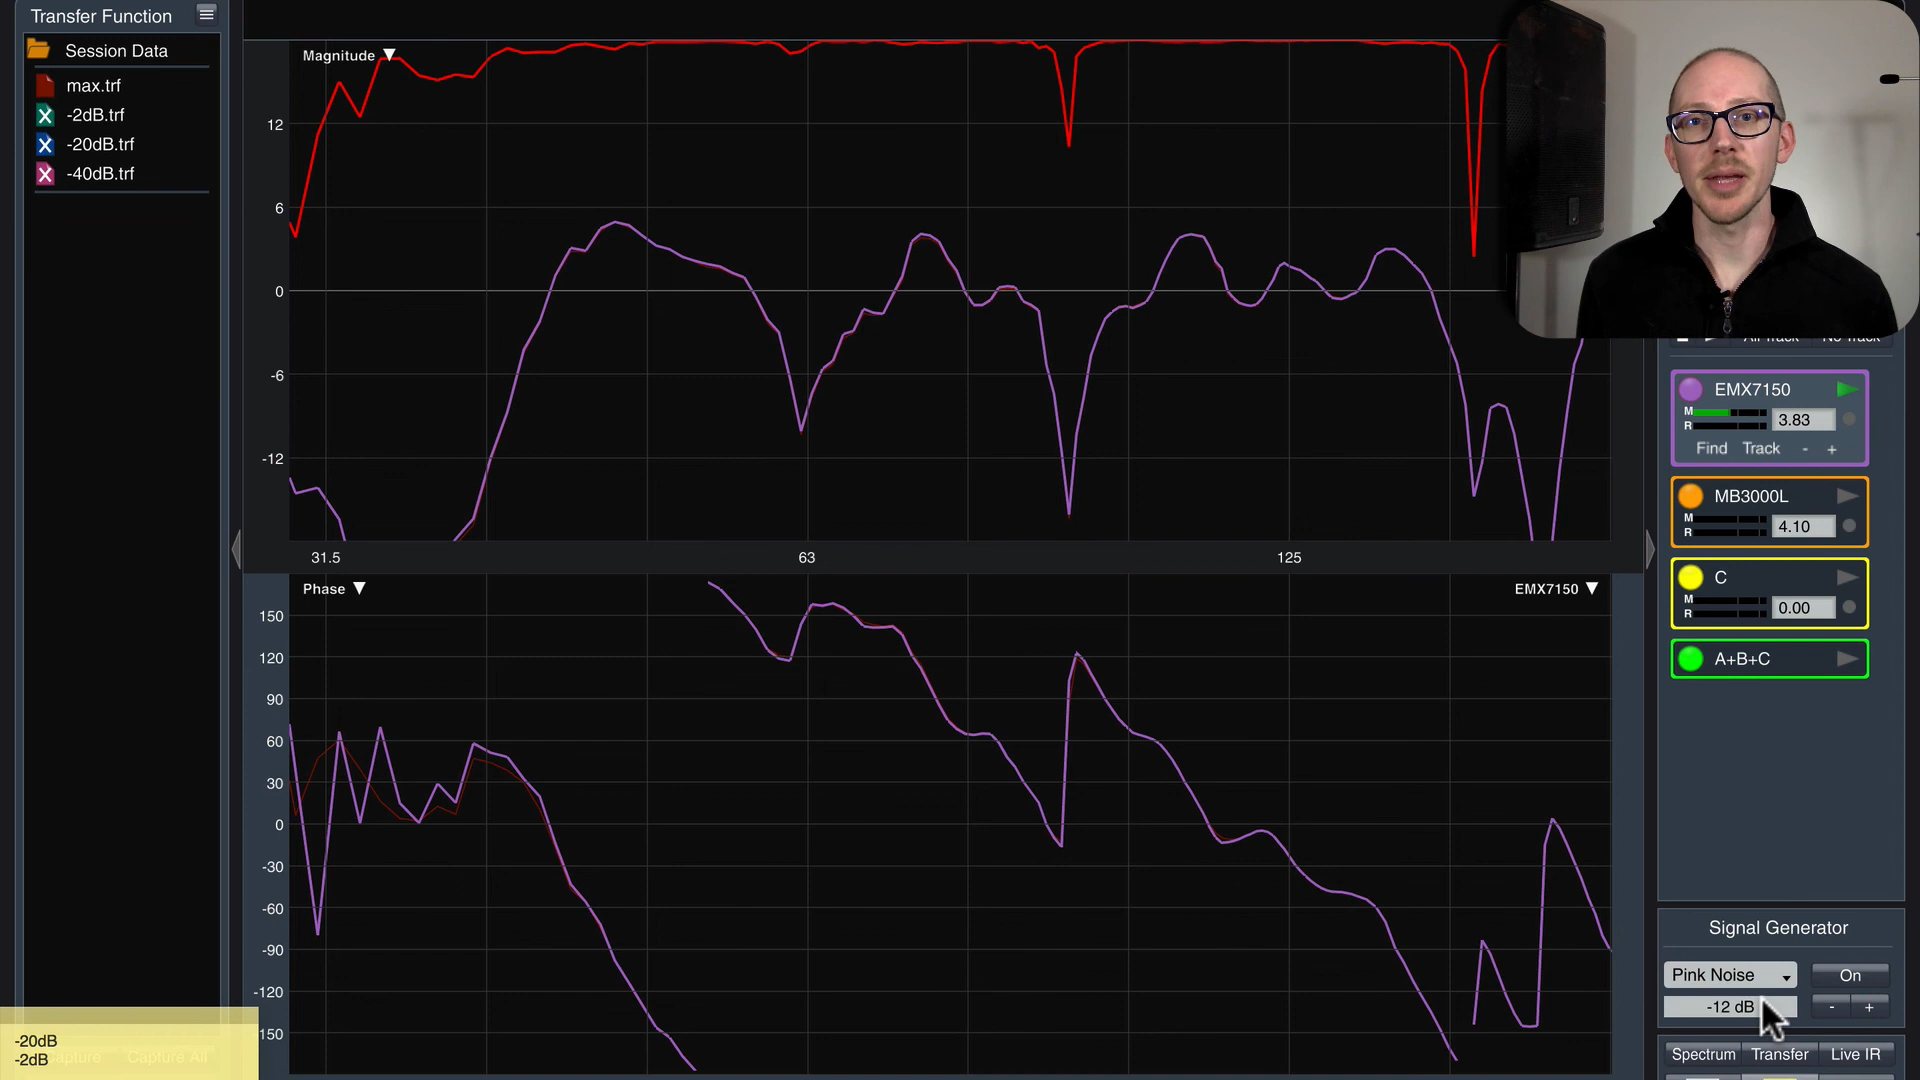 Transfer Function
Session Data
max.trf
-2dB.trf
-20dB.trf
-40dB.trf
Magnitude
12
6
0
-6
-12
31.5
63
125
Phase
EMX7150
150
120
90
60
30
0
-30
-60
-90
-120
150
-20dB
-2dB
Capture All
EMX7150
M
R
3.83
Find Track - +
MB3000L
M
R
4.10
C
M
R
0.00
A+B+C
Signal Generator
Pink Noise On
-12 dB - +
Spectrum Transfer Live IR